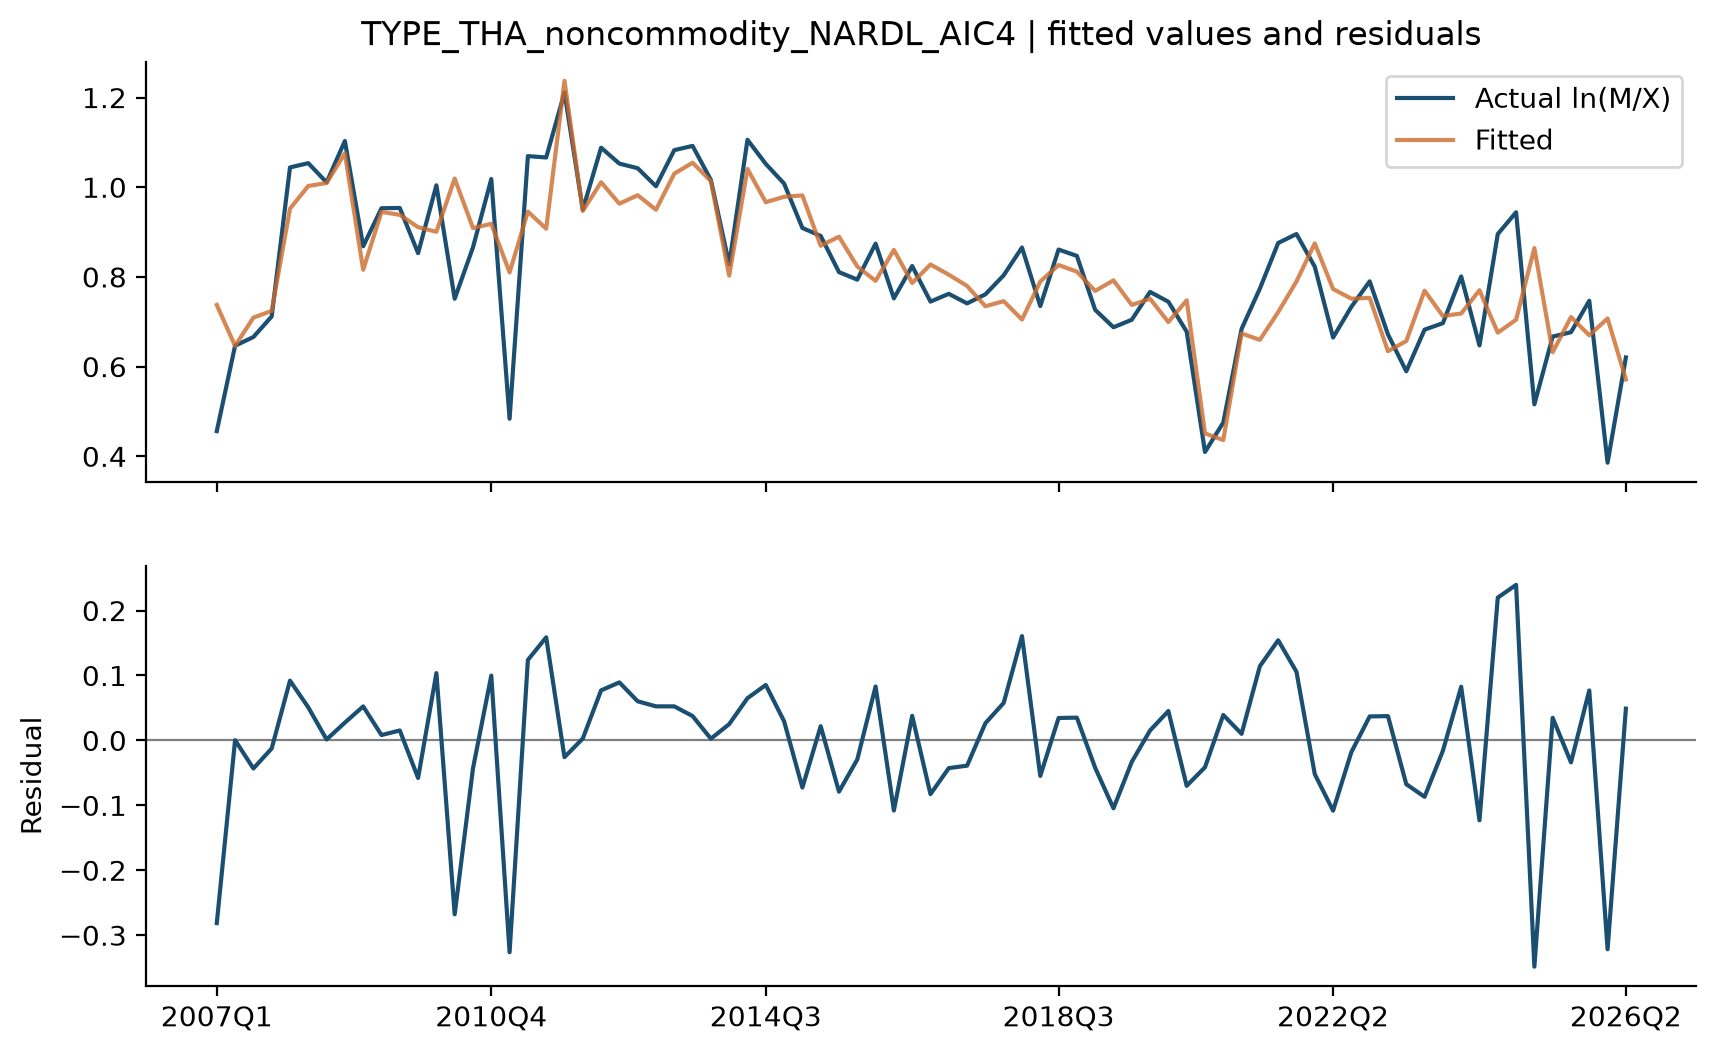 TYPE_THA_noncommodity_NARDL_AIC4 | fitted values and residuals
Actual ln(M/X)
Fitted
1.2
1.0
0.8
0.6
0.4
Residual
0.2
0.1
0.0
−0.1
−0.2
−0.3
2007Q1 2010Q4 2014Q3 2018Q3 2022Q2 2026Q2